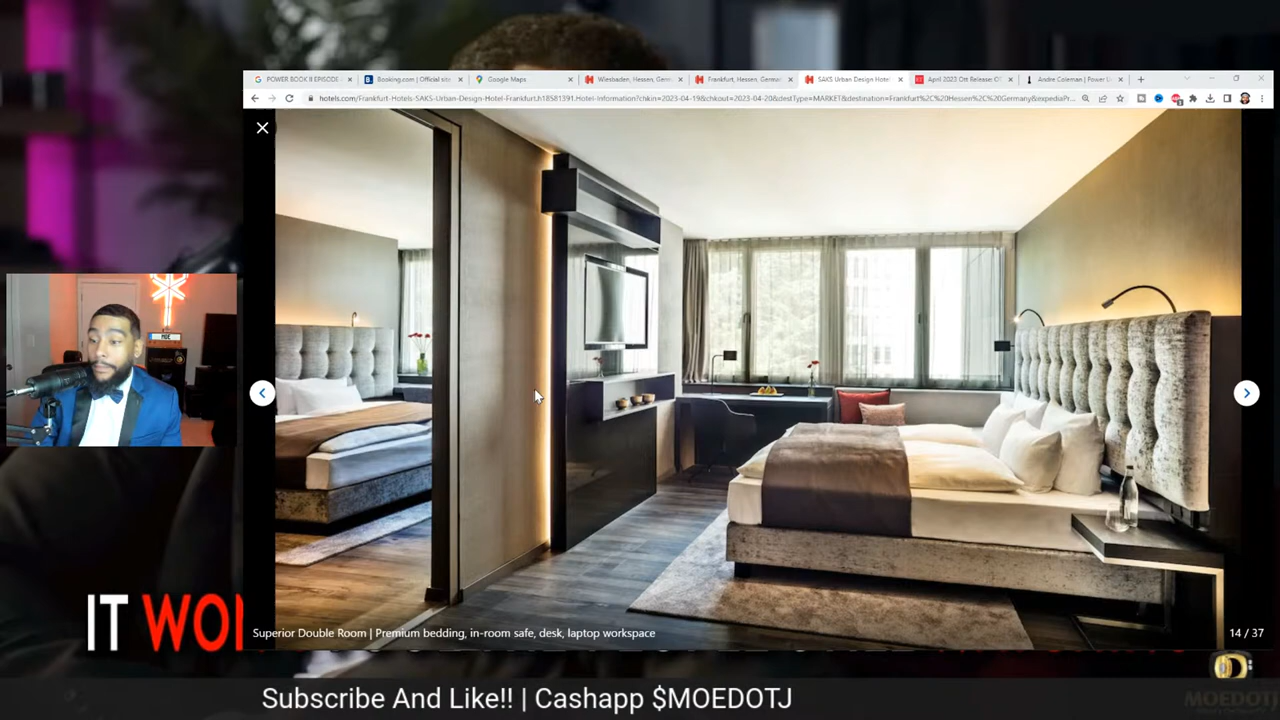 POWER BOOK II EPISODE -
Booking.com | Official site
Google Maps
Wiesbaden, Hessen, Germ
Frankfurt, Hessen, Germa
SAKS Urban Design Hotel
April 2023 Ott Release: O
Andre Coleman | Power
hotels.com/Frankfurt-Hotels-SAKS-Urban-Design-Hotel-Frankfurt.h18581391.Hotel-Information?chkin=2023-04-19&chkout=2023-04-20&destType=MARKET&destination=Frankfurt%2C%20Hessen%2C%20Germany&expediaPr...
MOE
IT WO
Superior Double Room | Premium bedding, in-room safe, desk, laptop workspace
14 / 37
Subscribe And Like!! | Cashapp $MOEDOTJ
MOEDOTJ